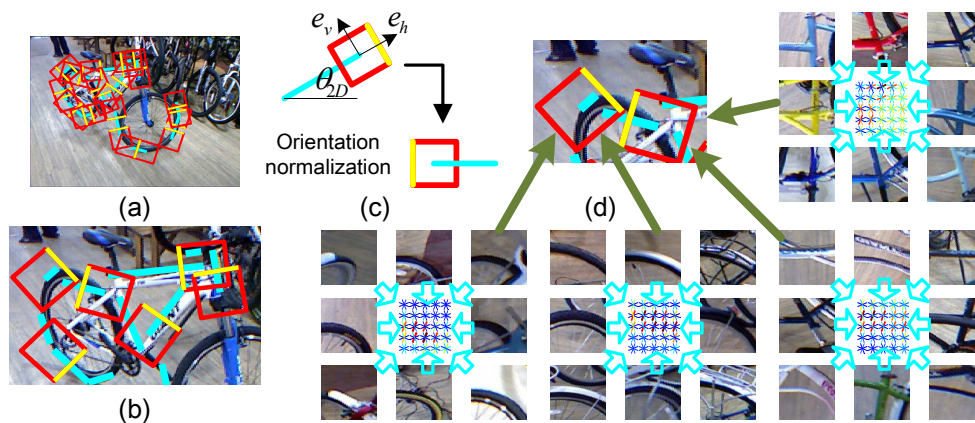 e_v
e_h
θ_2D
Orientation
normalization
(a)
(c)
(d)
(b)